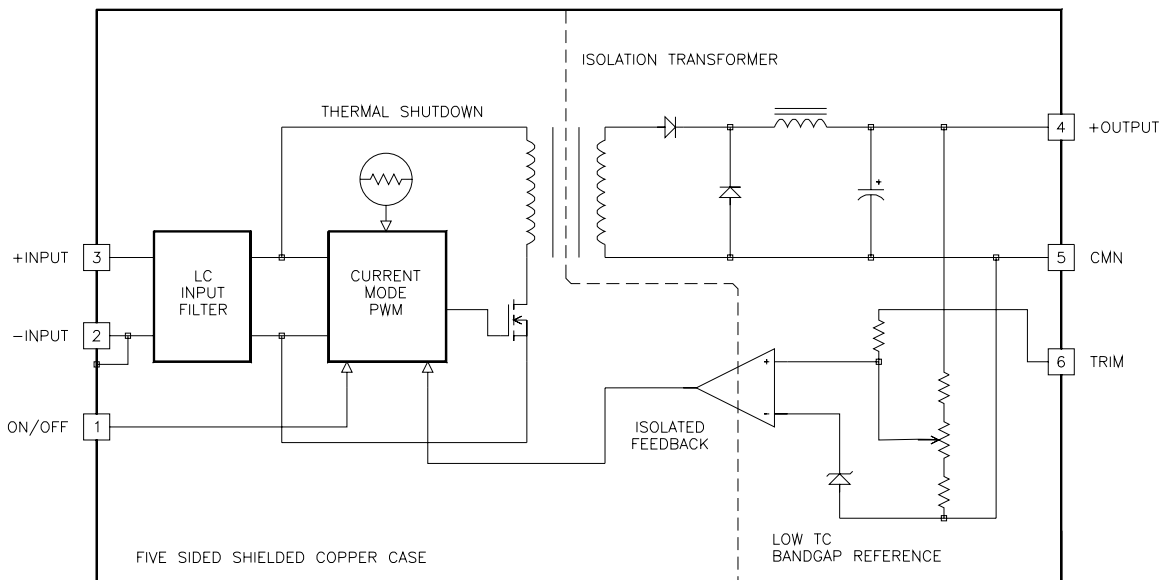 ISOLATION TRANSFORMER
THERMAL SHUTDOWN
4
+OUTPUT
+
+INPUT
3
LC
INPUT
FILTER
CURRENT
MODE
PWM
5
CMN
-INPUT
2
+
6
TRIM
-
ON/OFF
1
ISOLATED
FEEDBACK
LOW TC
BANDGAP REFERENCE
FIVE SIDED SHIELDED COPPER CASE